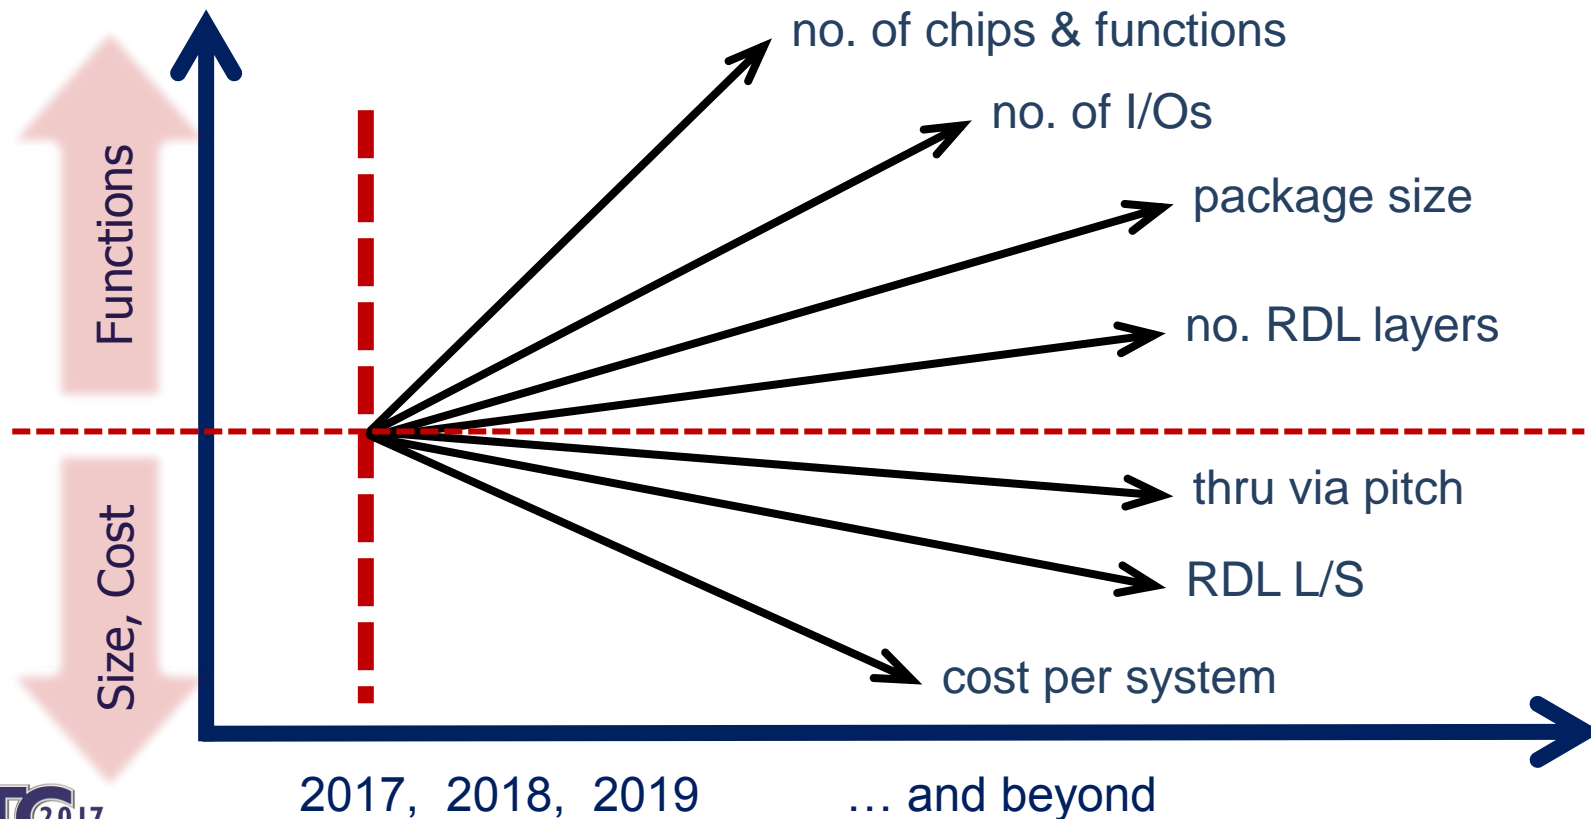 no. of chips & functions
no. of I/Os
package size
Functions
no. RDL layers
thru via pitch
Size, Cost
RDL L/S
cost per system
2017, 2018, 2019 ... and beyond
2017